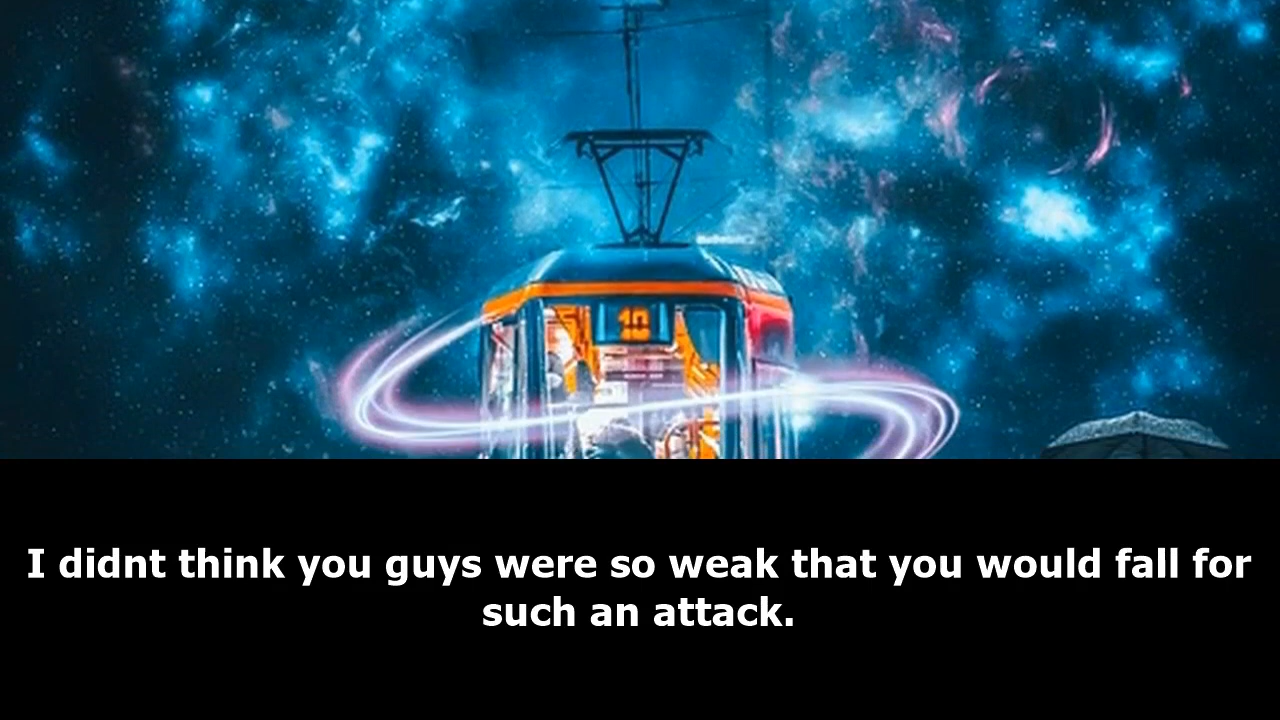 10
I didnt think you guys were so weak that you would fall for
such an attack.